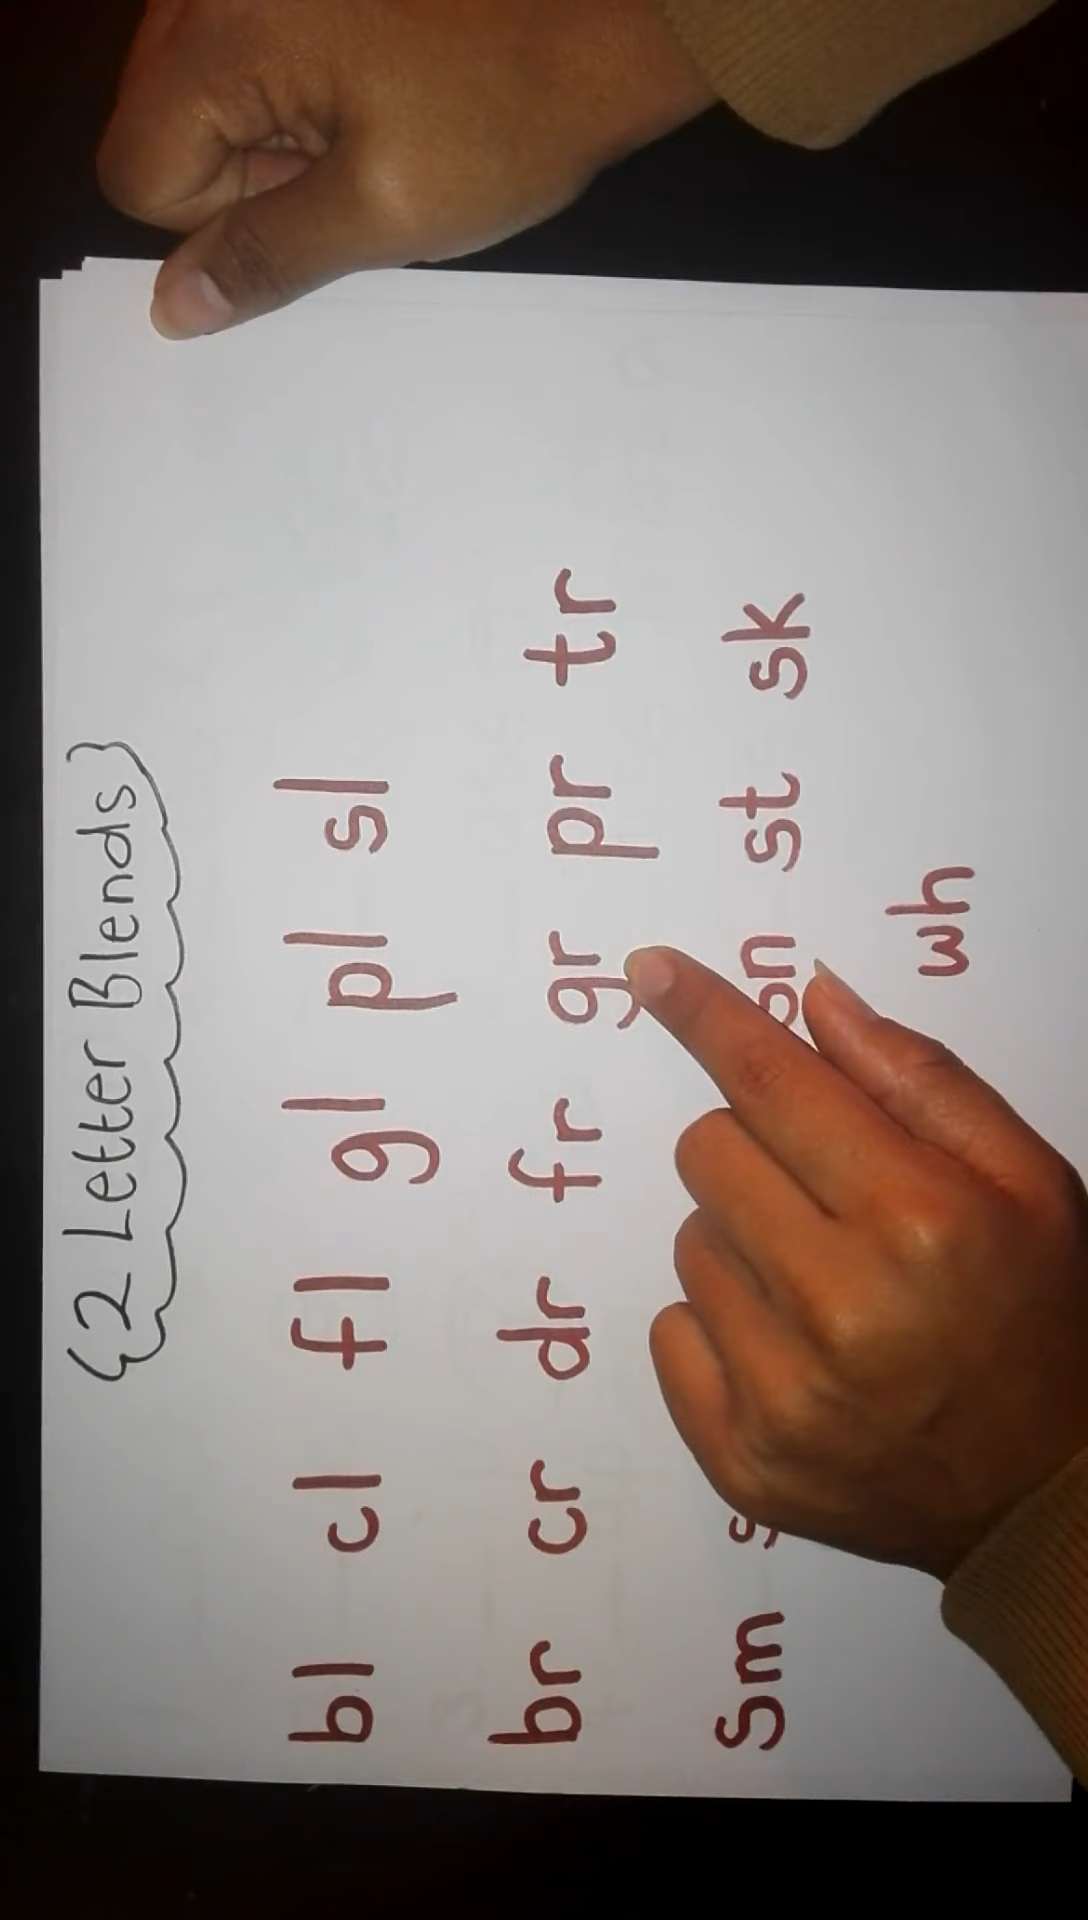 2 Letter Blends
bl cl fl gl pl sl
br cr dr fr gr pr tr
sm sn st sk
wh